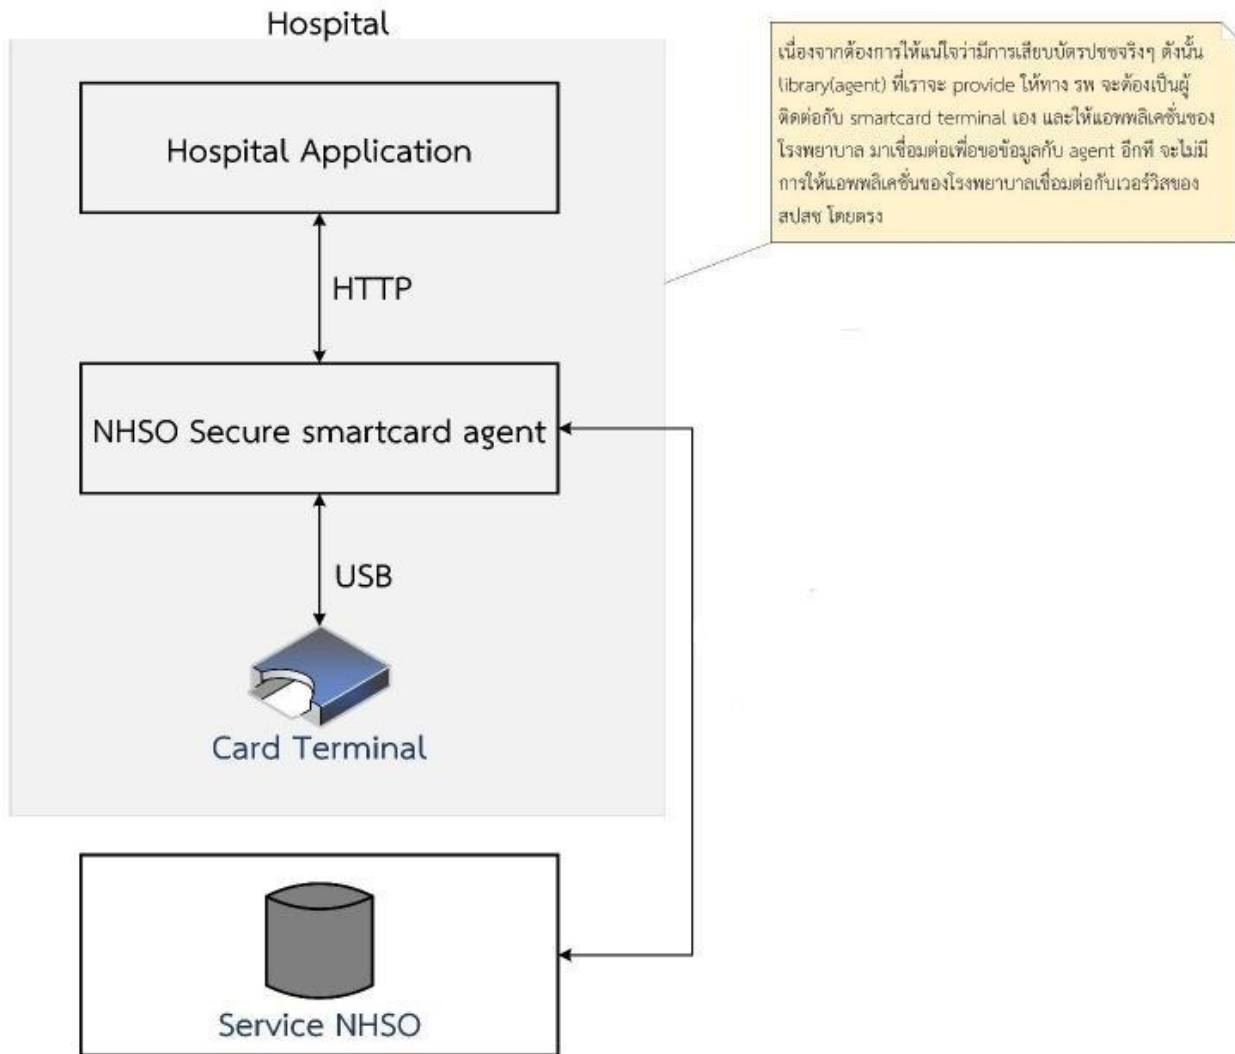 Hospital
เนื่องจากต้องการให้แน่ใจว่ามีการเสียบบัตรปชชจริงๆ ดังนั้น
library(agent) ที่เราจะ provide ให้ทาง รพ จะต้องเป็นผู้
ติดต่อกับ smartcard terminal เอง และให้แอพพลิเคชั่นของ
โรงพยาบาล มาเชื่อมต่อเพื่อขอข้อมูลกับ agent อีกที จะไม่มี
การให้แอพพลิเคชั่นของโรงพยาบาลเชื่อมต่อกับเวอร์วิสของ
สปสช โดยตรง
Hospital Application
HTTP
NHSO Secure smartcard agent
USB
Card Terminal
Service NHSO